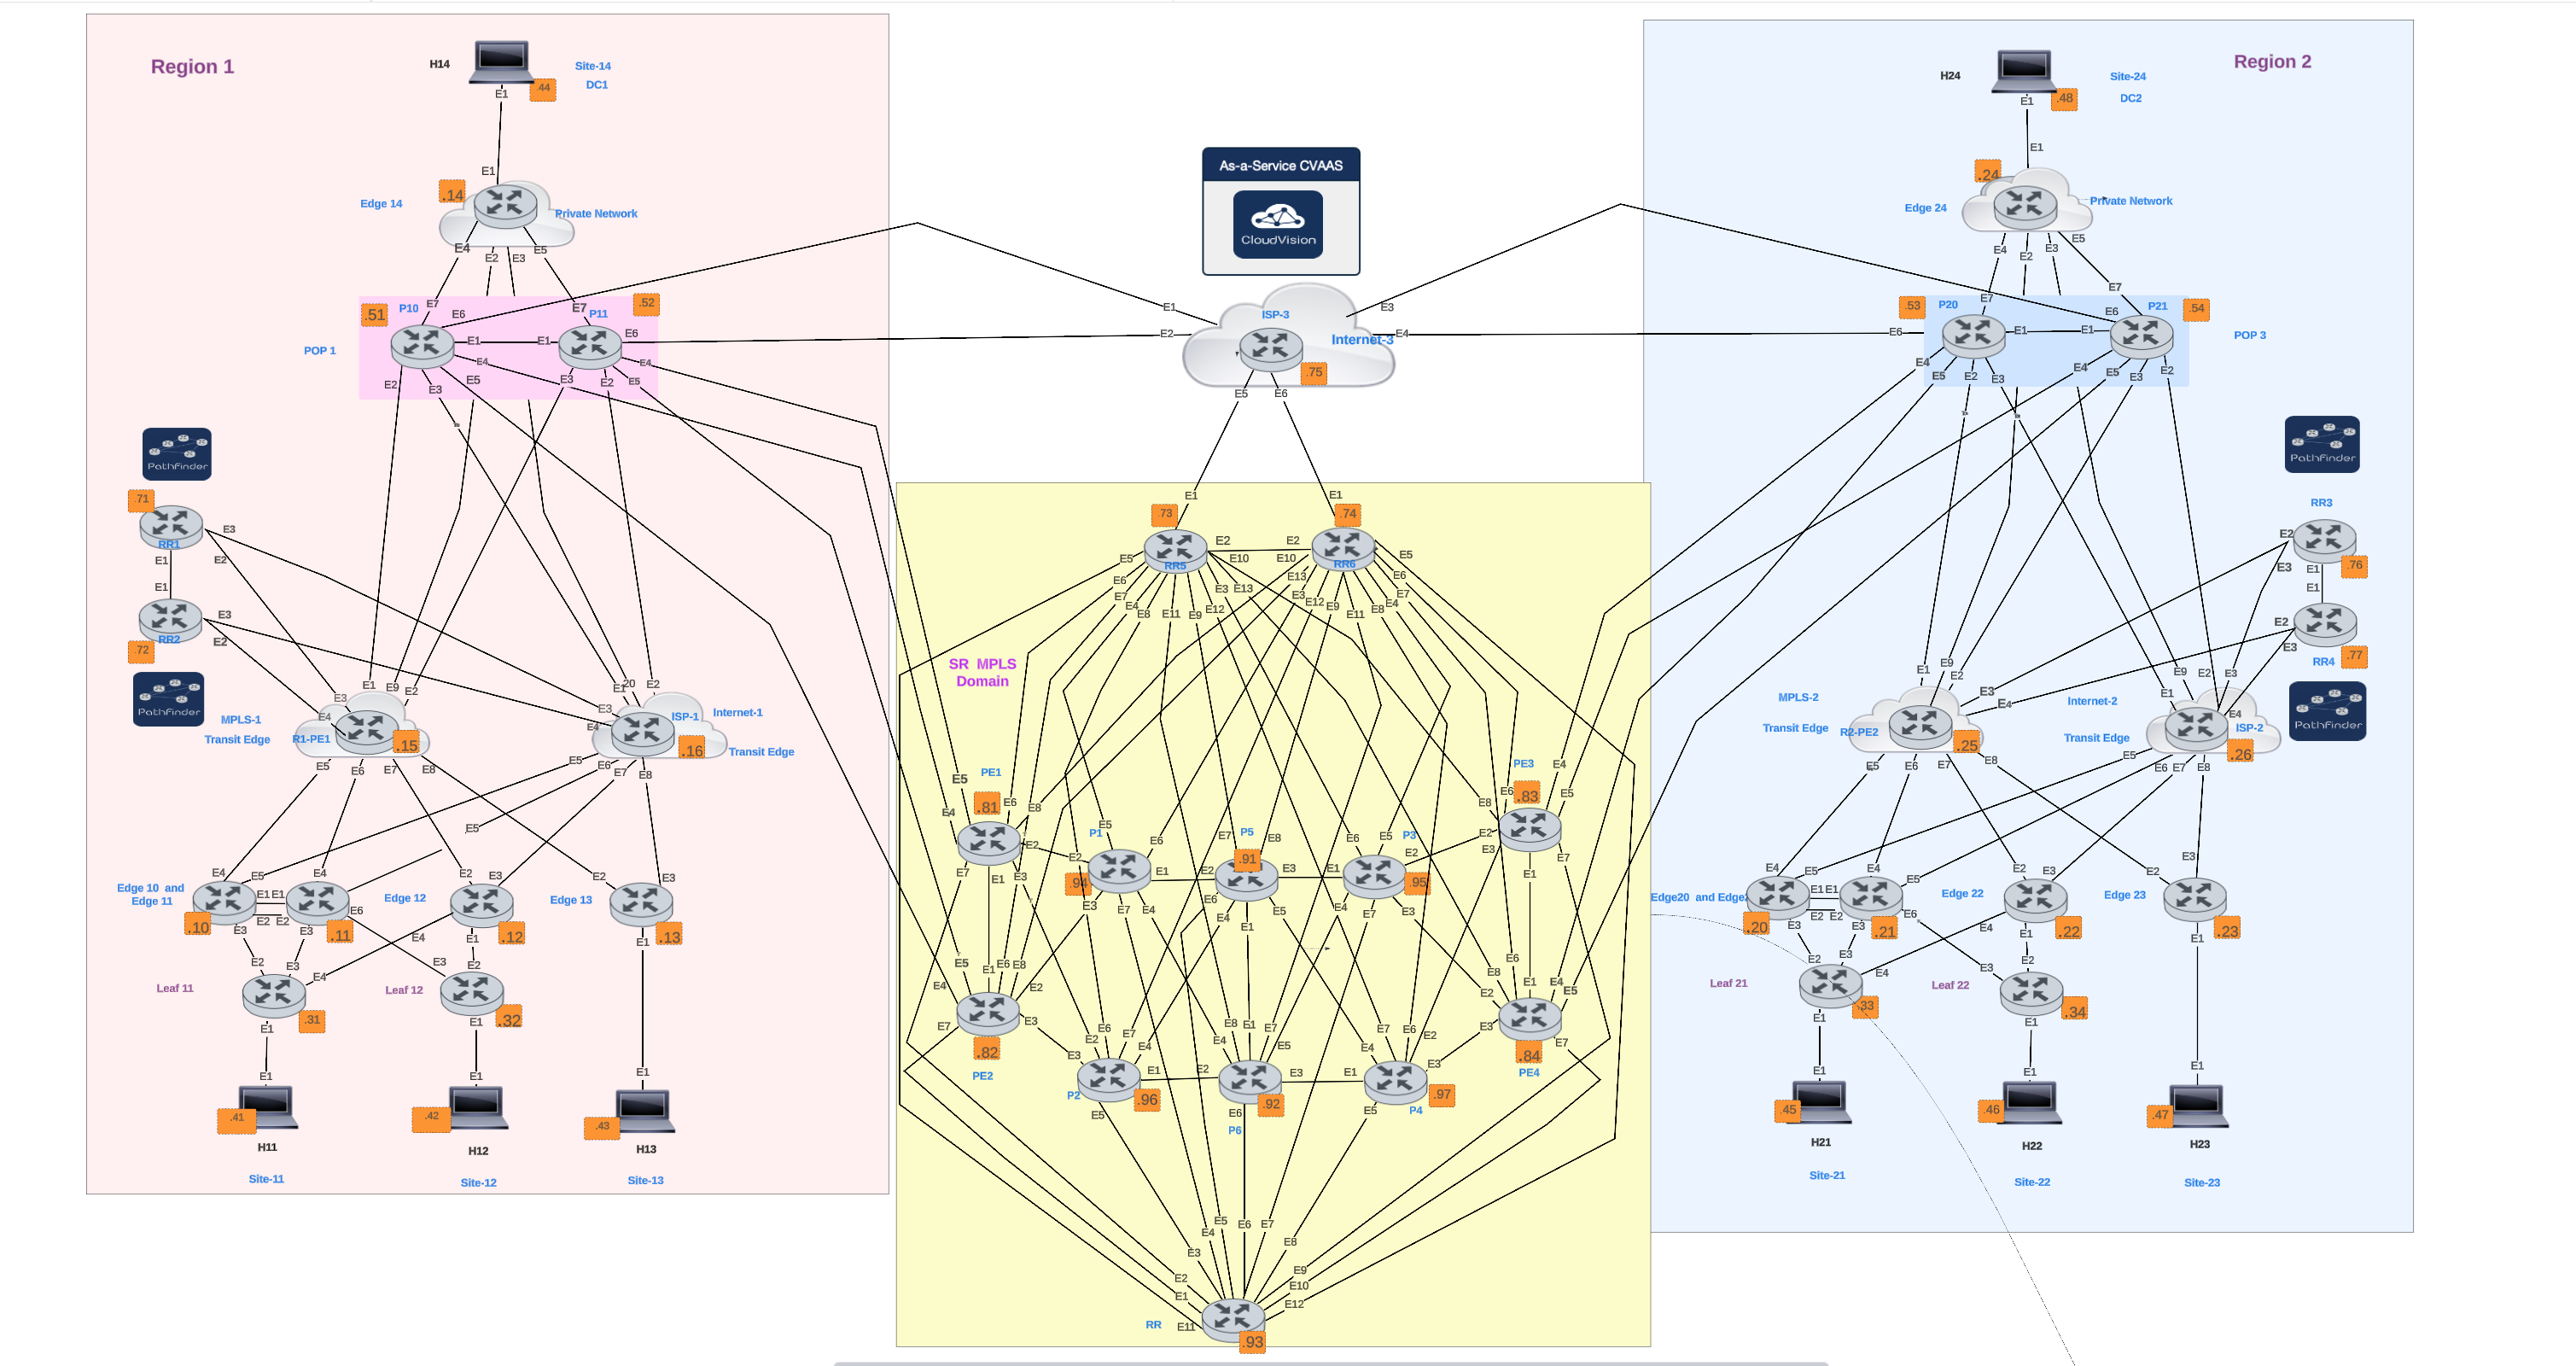 Region 1
H14
Site-14
DC1
.44
E1
E1
.14
Edge 14
Private Network
E4
E2
E3
E5
.51
P10
E7
E7
P11
.52
E6
E6
POP 1
E1
E1
E4
E4
E2
E3
E5
E3
E2
E5
Pathfinder
.71
RR1
E3
E2
E1
E1
E3
E2
RR2
.72
Pathfinder
MPLS-1
Transit Edge
R1-PE1
E3
E4
E1
E9
E2
.15
E3
E4
E1
20
E2
ISP-1
Internet-1
.16
Transit Edge
E5
E6
E7
E8
E5
E6
E7
E8
E5
Edge 10 and
Edge 11
E4
E5
E1
E1
E2
E2
E4
.10
.11
E3
E3
E6
Edge 12
E2
E3
.12
E4
E1
Edge 13
E2
E3
.13
E1
Leaf 11
E2
E3
E4
.31
E1
Leaf 12
E3
E2
.32
E1
E1
.41
H11
Site-11
E1
.42
H12
Site-12
E1
.43
H13
Site-13
As-a-Service CVAAS
CloudVision
E1
E2
E3
E4
ISP-3
Internet-3
.75
E5
E6
E1
E1
.73
.74
RR5
RR6
E2
E2
E10
E10
E5
E6
E7
E4
E8
E11
E9
E12
E3
E13
E13
E3
E12
E9
E11
E8
E4
E7
E6
E5
SR MPLS
Domain
PE1
.81
E5
E4
E6
E8
E2
E7
E1
E3
P1
E5
E6
E2
E1
.94
E3
E7
E4
P5
.91
E7
E8
E2
E3
E6
E4
E1
E5
P3
E6
E5
E2
E1
.95
E4
E7
E3
PE3
.83
E4
E5
E8
E6
E2
E3
E1
E7
E5
E4
E1
E6
E8
E2
E7
E3
.82
PE2
E2
E6
E7
E4
E3
E1
P2
.96
E5
E8
E4
E1
E7
E5
E2
E3
.92
E6
P6
E7
E4
E6
E2
E3
E1
.97
P4
E5
E8
E6
E1
E4
E5
E2
E3
E7
.84
PE4
E5
E4
E3
E6
E7
E8
E2
E1
E11
E9
E10
E12
RR
.93
Region 2
H24
Site-24
DC2
.48
E1
E1
.24
Edge 24
Private Network
E4
E2
E3
E5
.53
P20
E7
E7
P21
.54
E6
E6
E1
E1
POP 3
E4
E5
E2
E3
E4
E5
E3
E2
Pathfinder
RR3
E2
E3
.76
E1
E1
E2
E3
RR4
.77
Pathfinder
MPLS-2
Transit Edge
R2-PE2
E1
E9
E2
E3
E4
.25
Internet-2
Transit Edge
E1
E9
E2
E3
E4
ISP-2
.26
E5
E6
E7
E8
E5
E6
E7
E8
Edge20 and Edge
E4
E5
E1
E1
E2
E2
E4
E5
.20
.21
E3
E3
E6
Edge 22
E2
E3
.22
E4
E1
Edge 23
E2
E3
.23
E1
Leaf 21
E2
E3
E4
.33
E1
Leaf 22
E3
E2
.34
E1
E1
.45
H21
Site-21
E1
.46
H22
Site-22
E1
.47
H23
Site-23